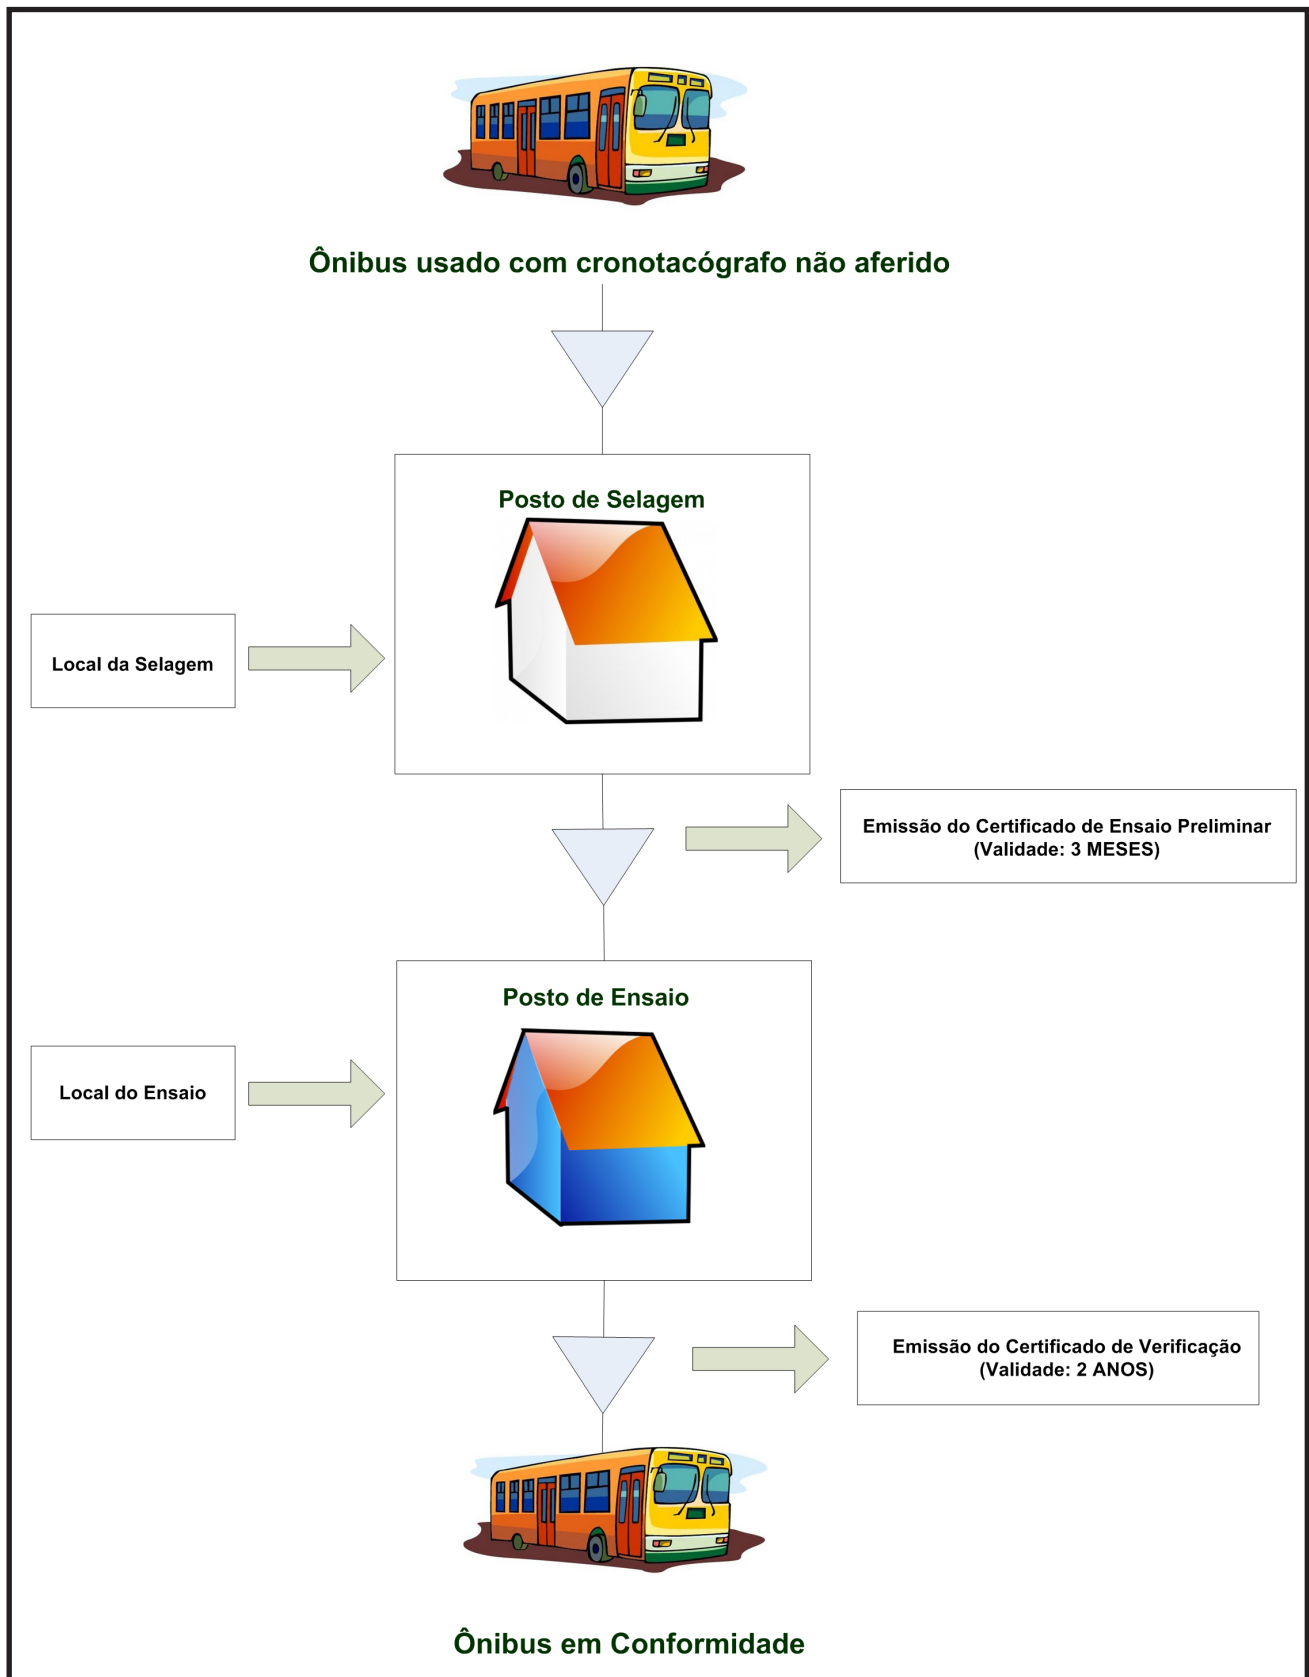 Ônibus usado com cronotacógrafo não aferido
Posto de Selagem
Local da Selagem
Emissão do Certificado de Ensaio Preliminar
(Validade: 3 MESES)
Posto de Ensaio
Local do Ensaio
Emissão do Certificado de Verificação
(Validade: 2 ANOS)
Ônibus em Conformidade